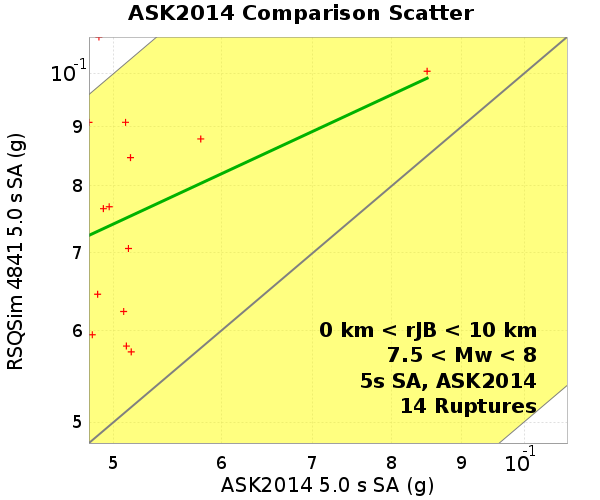 ASK2014 Comparison Scatter
RSQSim 4841 5.0 s SA (g)
10-1
9
8
7
6
5
0 km < rJB < 10 km
7.5 < Mw < 8
5s SA, ASK2014
14 Ruptures
5 6 7 8 9 10-1
ASK2014 5.0 s SA (g)